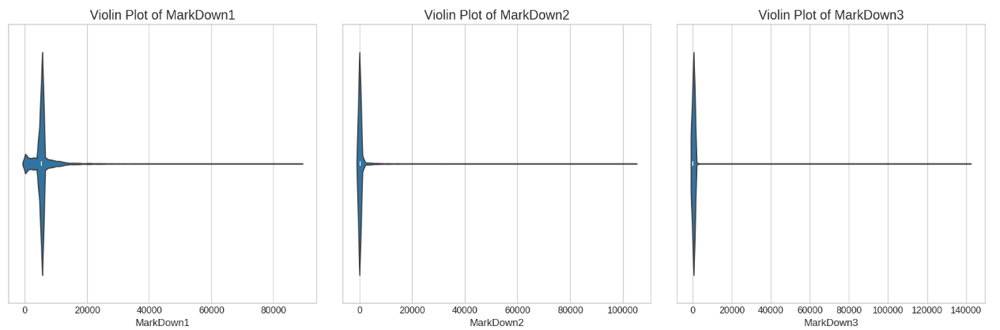 Violin Plot of MarkDown1
0 20000 40000 60000 80000
MarkDown1
Violin Plot of MarkDown2
0 20000 40000 60000 80000 100000
MarkDown2
Violin Plot of MarkDown3
0 20000 40000 60000 80000 100000 120000 140000
MarkDown3